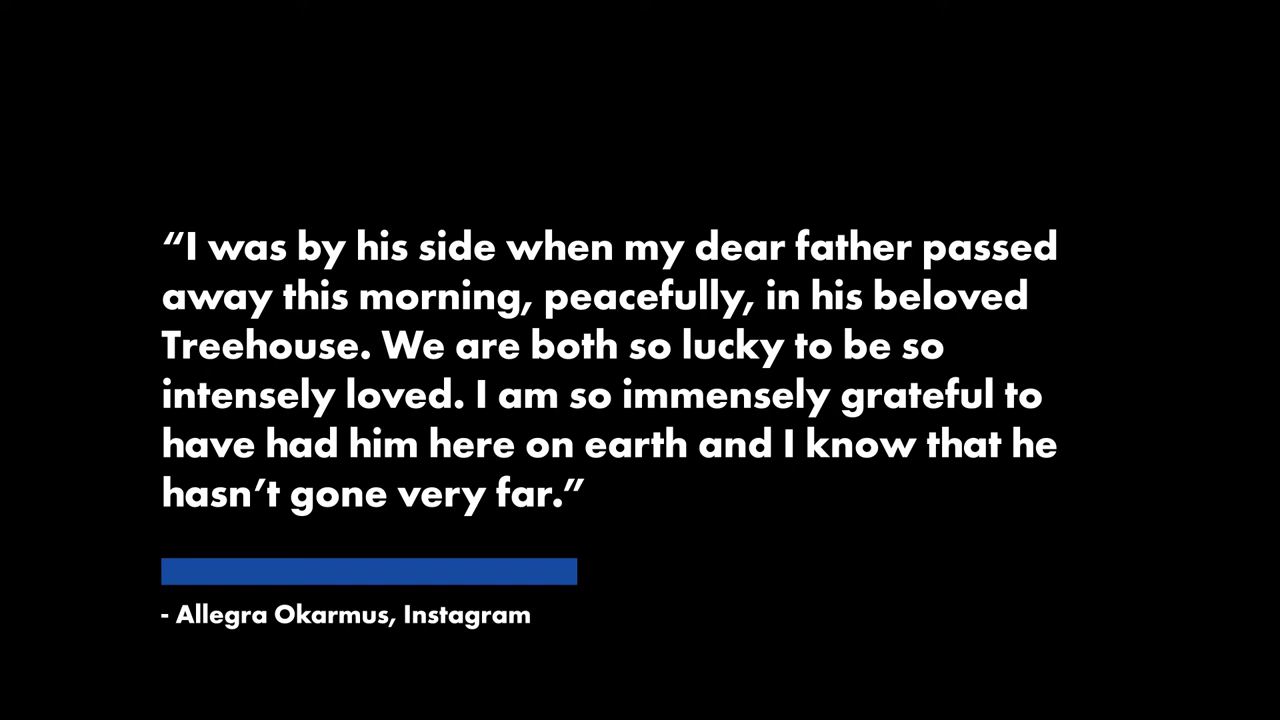 “I was by his side when my dear father passed
away this morning, peacefully, in his beloved
Treehouse. We are both so lucky to be so
intensely loved. I am so immensely grateful to
have had him here on earth and I know that he
hasn’t gone very far.”
- Allegra Okarmus, Instagram